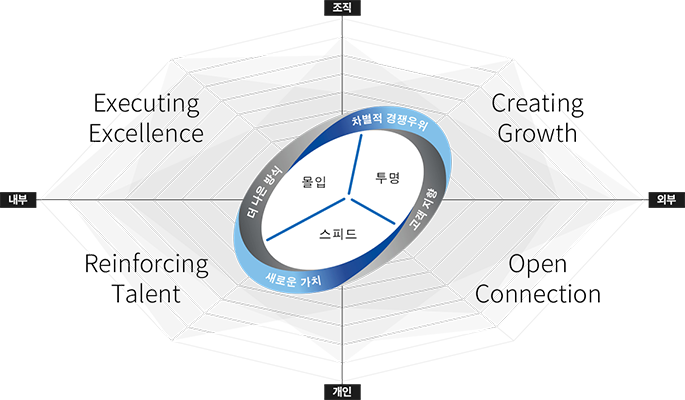 조직
Executing
Excellence
Creating
Growth
차별적 경쟁우위
더 나은 방식
몰입
투명
고객 지향
내부
외부
스피드
새로운 가치
Reinforcing
Talent
Open
Connection
개인